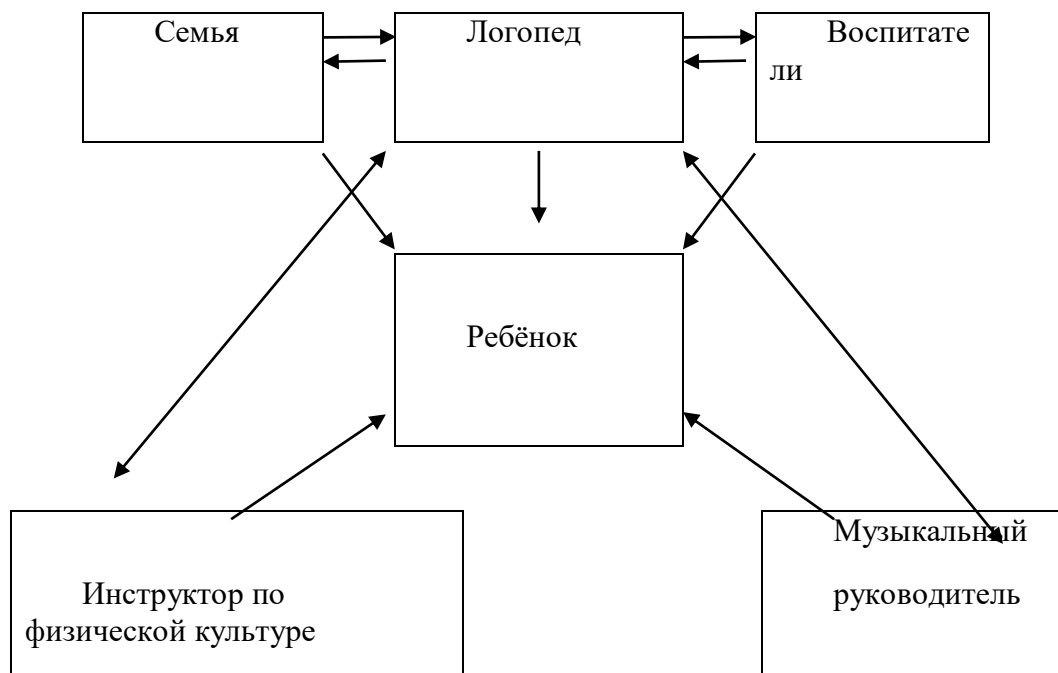 Семья
Логопед
Воспитате
ли
Ребёнок
Инструктор по
физической культуре
Музыкальный
руководитель